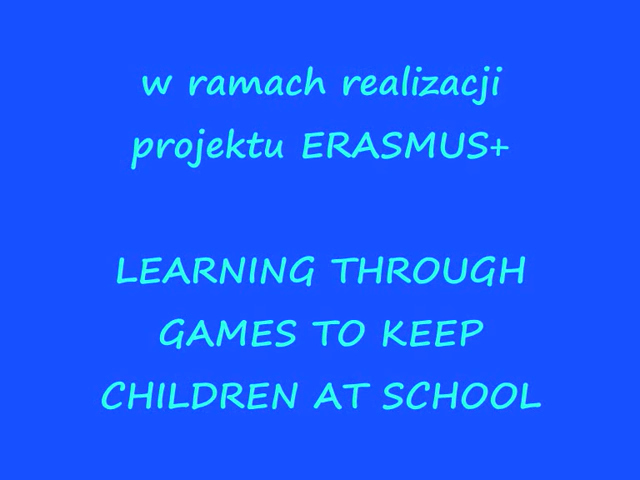 w ramach realizacji
projektu ERASMUS+
LEARNING THROUGH
GAMES TO KEEP
CHILDREN AT SCHOOL